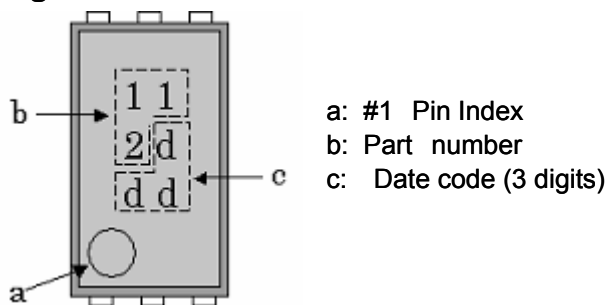 b
1 1
2 d
d d
c
a
a: #1 Pin Index
b: Part number
c: Date code (3 digits)